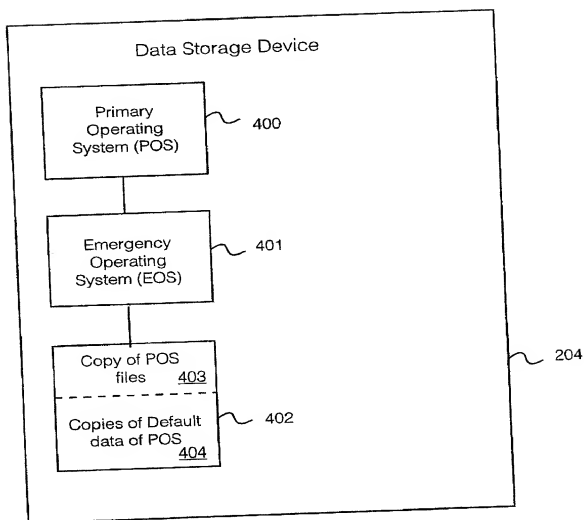 Data Storage Device
Primary
Operating
System (POS)
400
Emergency
Operating
System (EOS)
401
Copy of POS
files 403
Copies of Default
data of POS
404
402
204